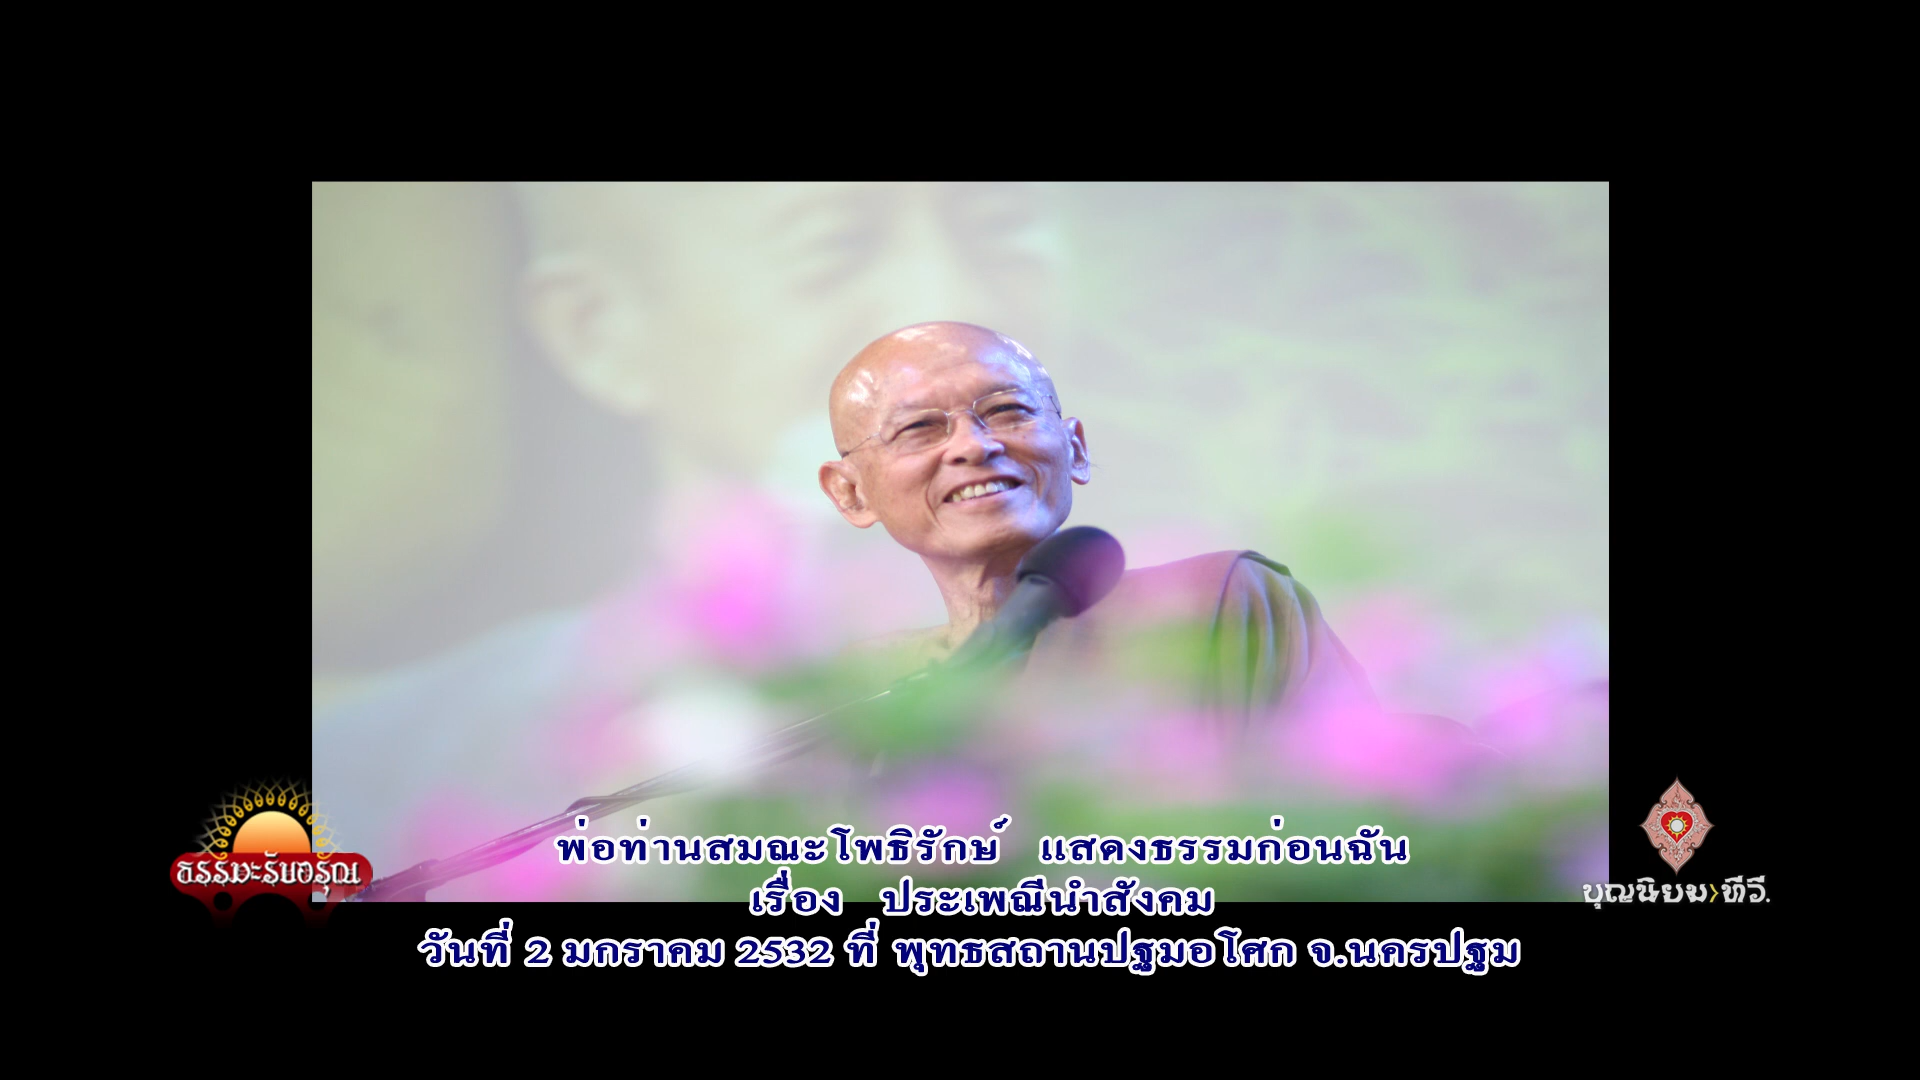 พ่อท่านสมณะโพธิรักษ์ แสดงธรรมก่อนฉัน
เรื่อง ประเพณีนำสังคม
วันที่ 2 มกราคม 2532 ที่ พุทธสถานปฐมอโศก จ.นครปฐม
ธรรมะรับอรุณ
บุญนิยม>ทีวี.